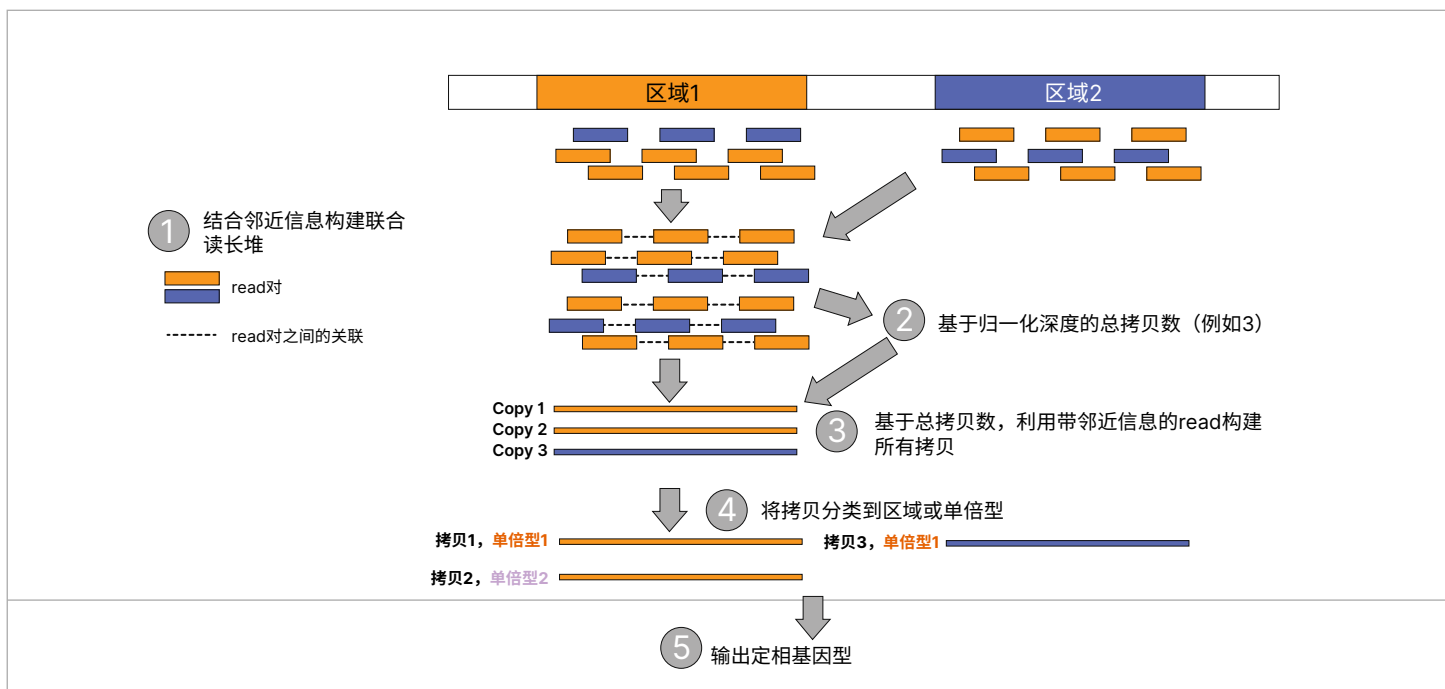 区域1
区域2
1
结合邻近信息构建联合
读长堆
read对
read对之间的关联
2
基于归一化深度的总拷贝数（例如3）
Copy 1
Copy 2
Copy 3
3
基于总拷贝数，利用带邻近信息的read构建
所有拷贝
4
将拷贝分类到区域或单倍型
拷贝1，单倍型1
拷贝3，单倍型1
拷贝2，单倍型2
5
输出定相基因型